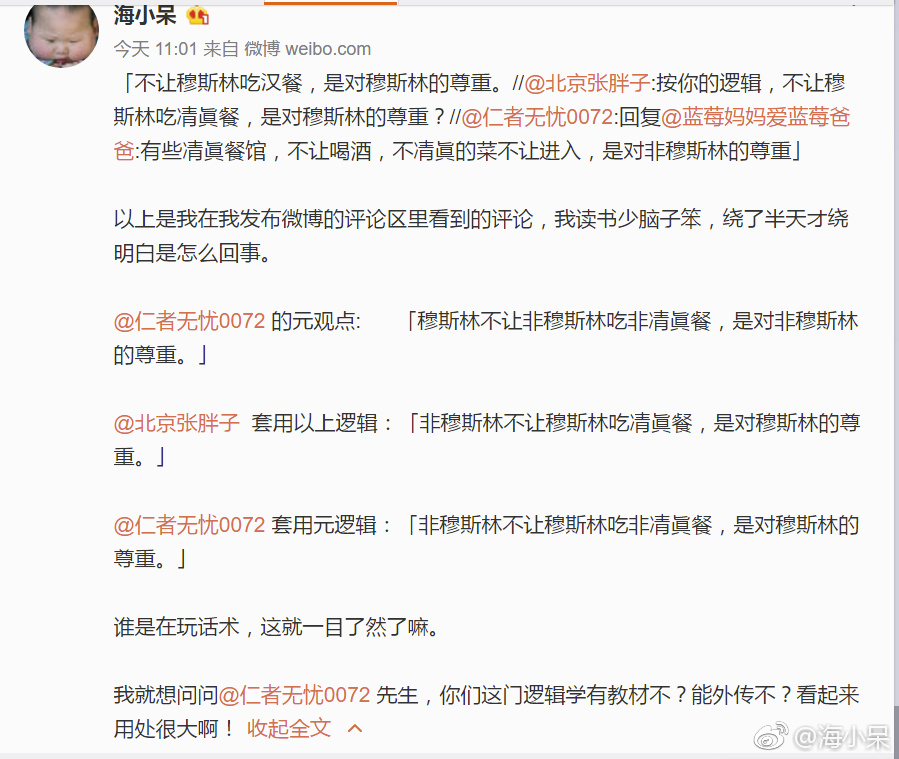 海小呆
今天 11:01 来自 微博 weibo.com
「不让穆斯林吃汉餐，是对穆斯林的尊重。//@北京张胖子:按你的逻辑，不让穆
斯林吃清眞餐，是对穆斯林的尊重？//@仁者无忧0072:回复@蓝莓妈妈爱蓝莓爸
爸:有些清眞餐馆，不让喝酒，不清眞的菜不让进入，是对非穆斯林的尊重」
以上是我在我发布微博的评论区里看到的评论，我读书少脑子笨，绕了半天才绕
明白是怎么回事。
@仁者无忧0072 的元观点: 「穆斯林不让非穆斯林吃非清眞餐，是对非穆斯林
的尊重。」
@北京张胖子 套用以上逻辑：「非穆斯林不让穆斯林吃清眞餐，是对穆斯林的尊
重。」
@仁者无忧0072 套用元逻辑：「非穆斯林不让穆斯林吃非清眞餐，是对穆斯林的
尊重。」
谁是在玩话术，这就一目了然了嘛。
我就想问问@仁者无忧0072 先生，你们这门逻辑学有教材不？能外传不？看起来
用处很大啊！ 收起全文
@海小呆